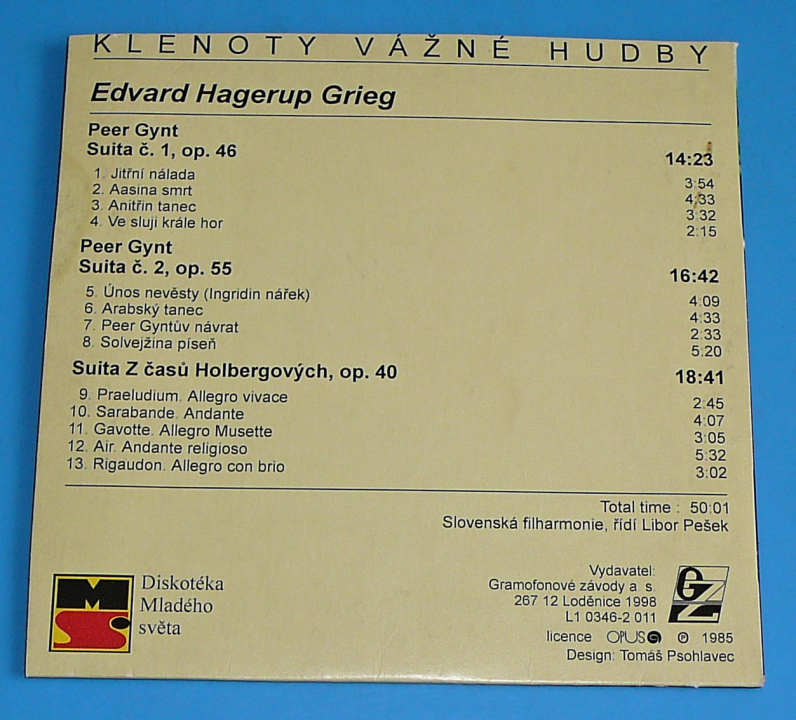 KLENOTY VÁŽNÉ HUDBY
Edvard Hagerup Grieg
Peer Gynt
Suita č. 1, op. 46 14:23
1. Jitřní nálada 3:54
2. Aasina smrt 4:33
3. Anitřin tanec 3:32
4. Ve sluji krále hor 2:15
Peer Gynt
Suita č. 2, op. 55 16:42
5. Únos nevěsty (Ingridin nářek) 4:09
6. Arabský tanec 4:33
7. Peer Gyntův návrat 2:33
8. Solvejžina píseň 5:20
Suita Z časů Holbergových, op. 40 18:41
9. Praeludium. Allegro vivace 2:45
10. Sarabande. Andante 4:07
11. Gavotte. Allegro Musette 3:05
12. Air. Andante religioso 5:32
13. Rigaudon. Allegro con brio 3:02
Total time : 50:01
Slovenská filharmonie, řídí Libor Pešek
MS
Diskotéka
Mladého
světa
Vydavatel:
Gramofonové závody a. s.
267 12 Loděnice 1998
L1 0346-2 011
GZ
licence OPUS ℗ 1985
Design: Tomáš Psohlavec